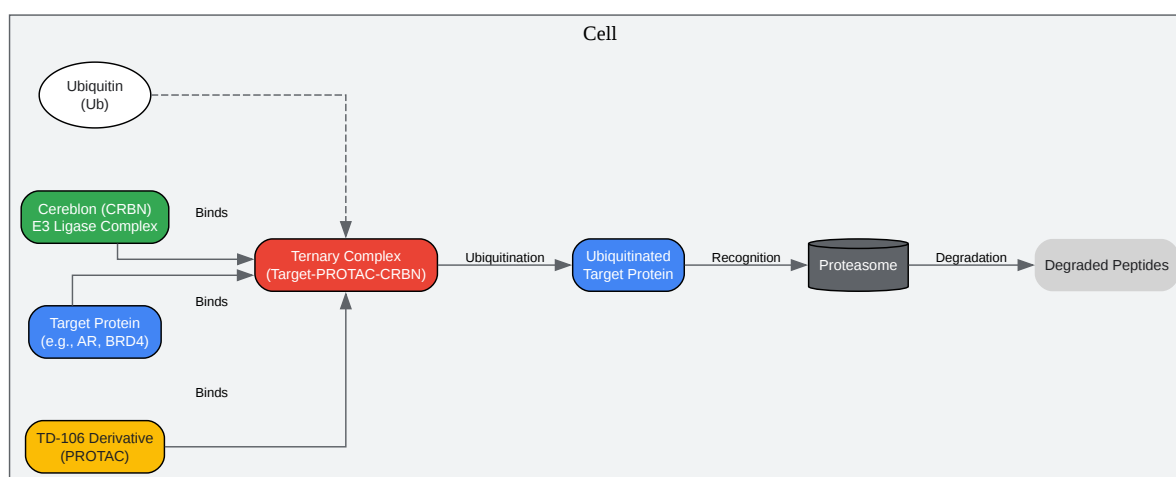 Cell
Ubiquitin
(Ub)
Cereblon (CRBN)
E3 Ligase Complex
Binds
Target Protein
(e.g., AR, BRD4)
Binds
TD-106 Derivative
(PROTAC)
Binds
Ternary Complex
(Target-PROTAC-CRBN)
Ubiquitination
Ubiquitinated
Target Protein
Recognition
Proteasome
Degradation
Degraded Peptides